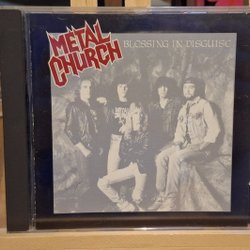 METAL
CHURCH
BLESSING IN DISGUISE